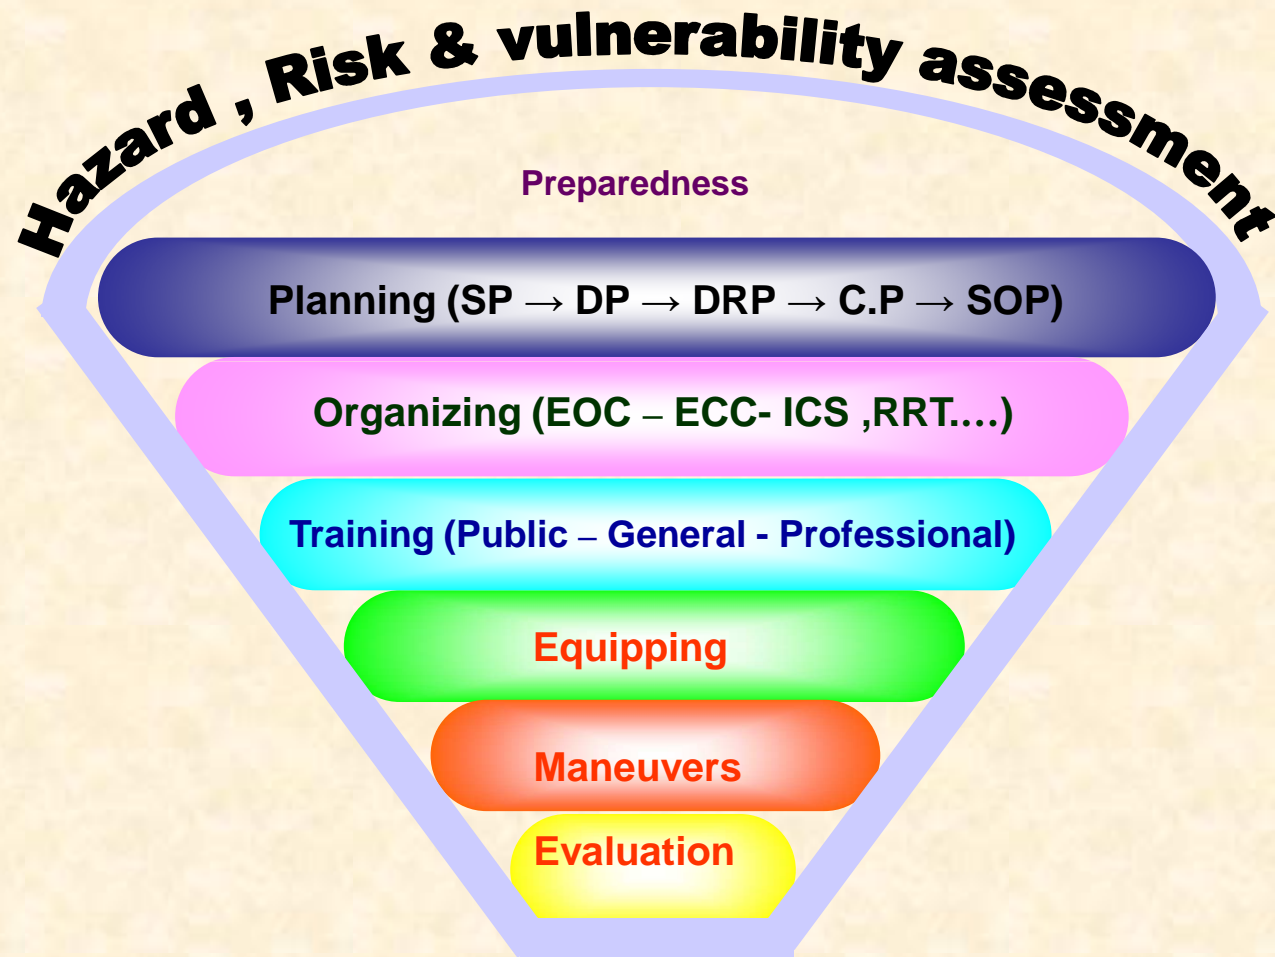 Hazard , Risk & vulnerability assessment
Preparedness
Planning (SP → DP → DRP → C.P → SOP)
Organizing (EOC – ECC- ICS ,RRT.…)
Training (Public – General - Professional)
Equipping
Maneuvers
Evaluation